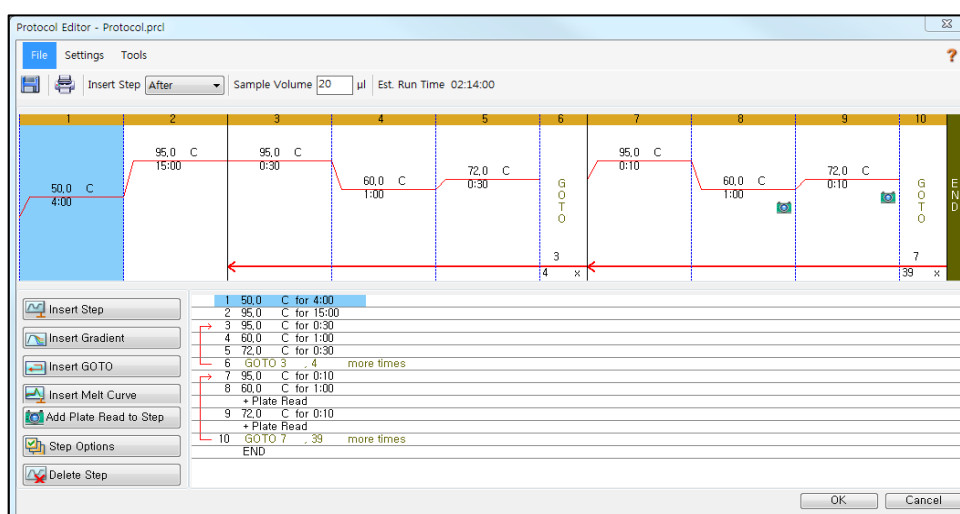 Protocol Editor - Protocol.prcl
File Settings Tools ?
Insert Step After Sample Volume 20 µl Est. Run Time 02:14:00
1 2 3 4 5 6 7 8 9 10
50,0 C
4:00
95,0 C
15:00
95,0 C
0:30
60,0 C
1:00
72,0 C
0:30
GOTO
3
4 x
95,0 C
0:10
60,0 C
1:00
72,0 C
0:10
GOTO
7
39 x
END
Insert Step
Insert Gradient
Insert GOTO
Insert Melt Curve
Add Plate Read to Step
Step Options
Delete Step
1 50,0 C for 4:00
2 95,0 C for 15:00
3 95,0 C for 0:30
4 60,0 C for 1:00
5 72,0 C for 0:30
6 GOTO 3 , 4 more times
7 95,0 C for 0:10
8 60,0 C for 1:00
+ Plate Read
9 72,0 C for 0:10
+ Plate Read
10 GOTO 7 , 39 more times
END
OK Cancel